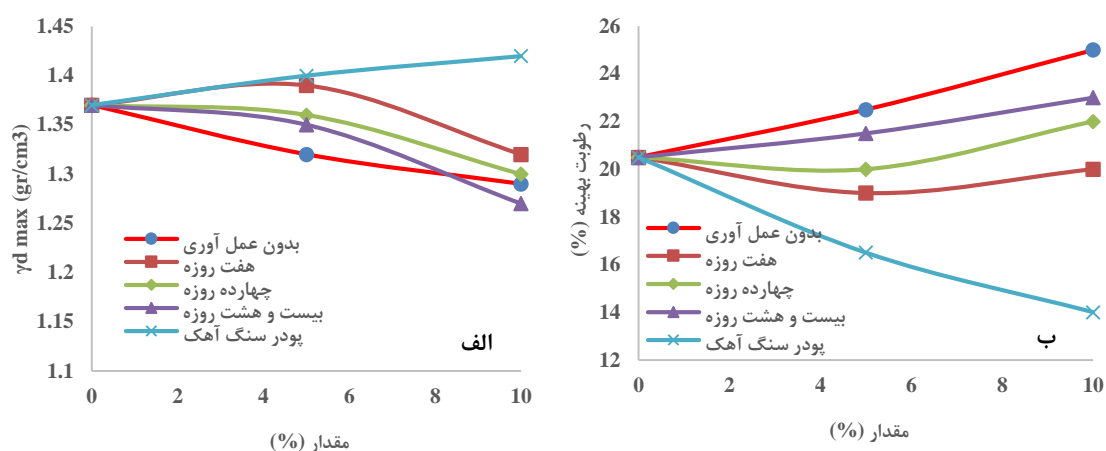 γd max (gr/cm3)
1.45
1.4
1.35
1.3
1.25
1.2
1.15
1.1
0 2 4 6 8 10
مقدار (%)
بدون عمل آوری
هفت روزه
چهارده روزه
بیست و هشت روزه
پودر سنگ آهک
الف
رطوبت بهینه (%)
26
24
22
20
18
16
14
12
0 2 4 6 8 10
مقدار (%)
بدون عمل آوری
هفت روزه
چهارده روزه
بیست و هشت روزه
پودر سنگ آهک
ب